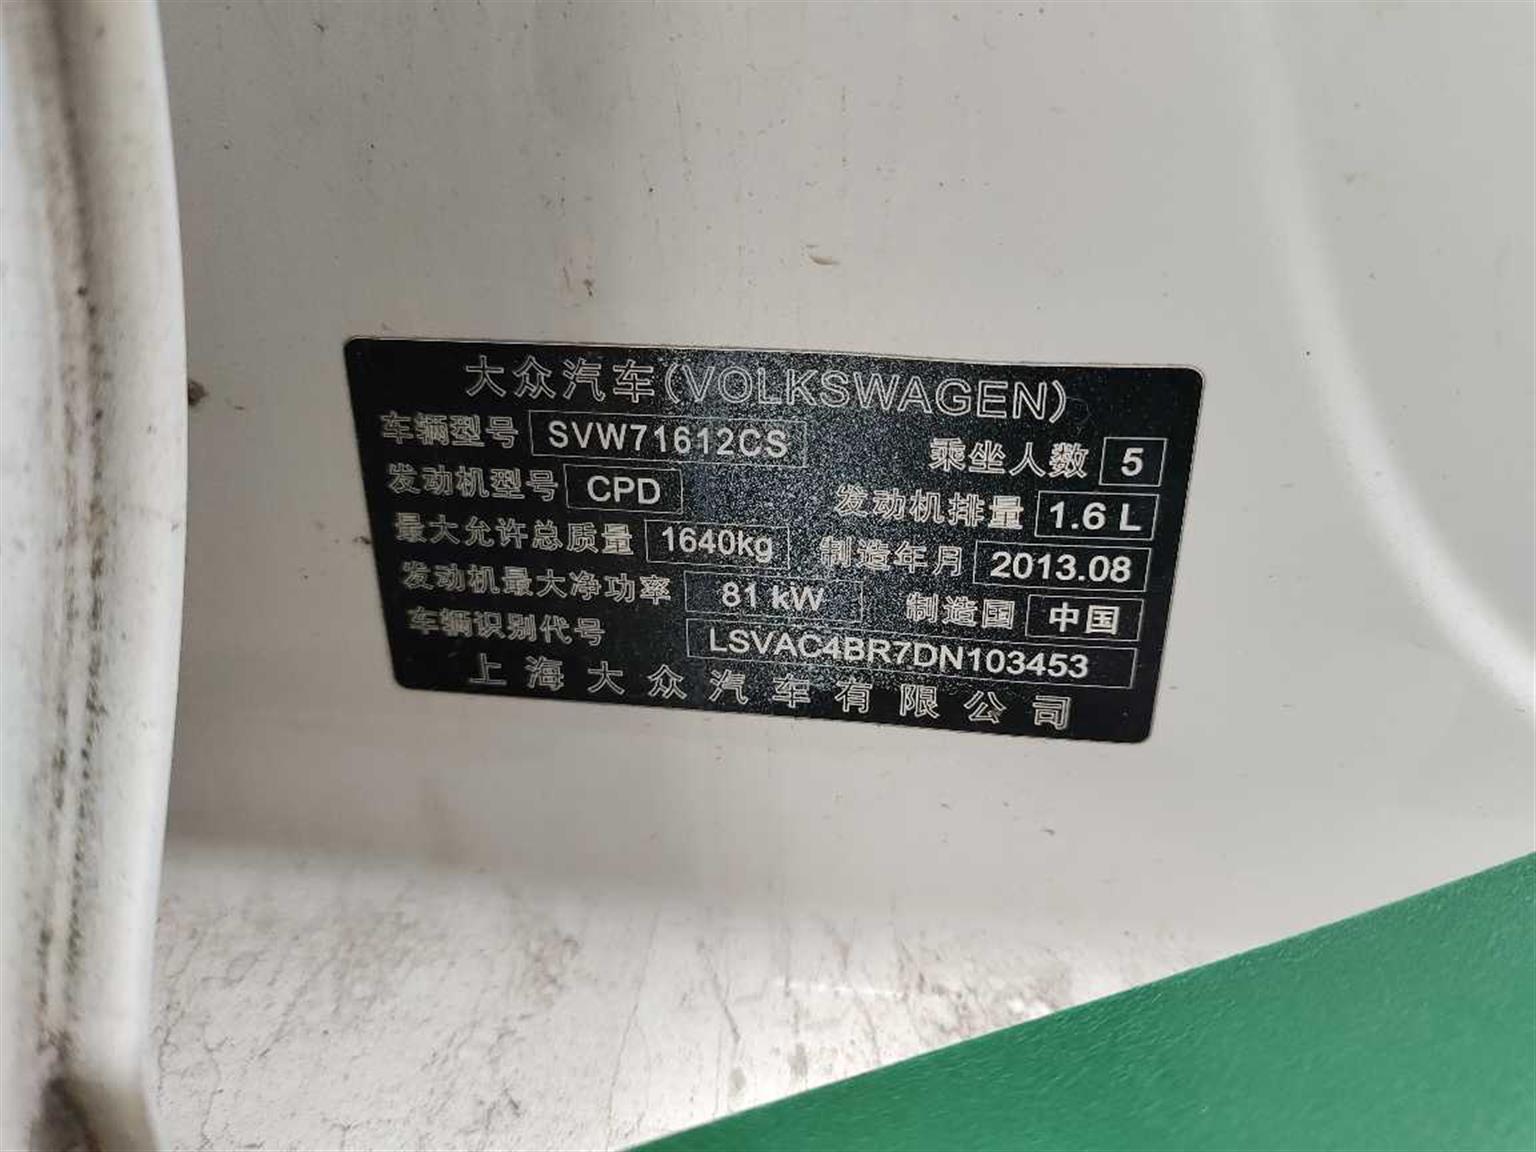 大众汽车(VOLKSWAGEN)
车辆型号 SVW71612CS 乘坐人数 5
发动机型号 CPD 发动机排量 1.6 L
最大允许总质量 1640kg 制造年月 2013.08
发动机最大净功率 81 kW 制造国 中国
车辆识别代号 LSVAC4BR7DN103453
上海大众汽车有限公司